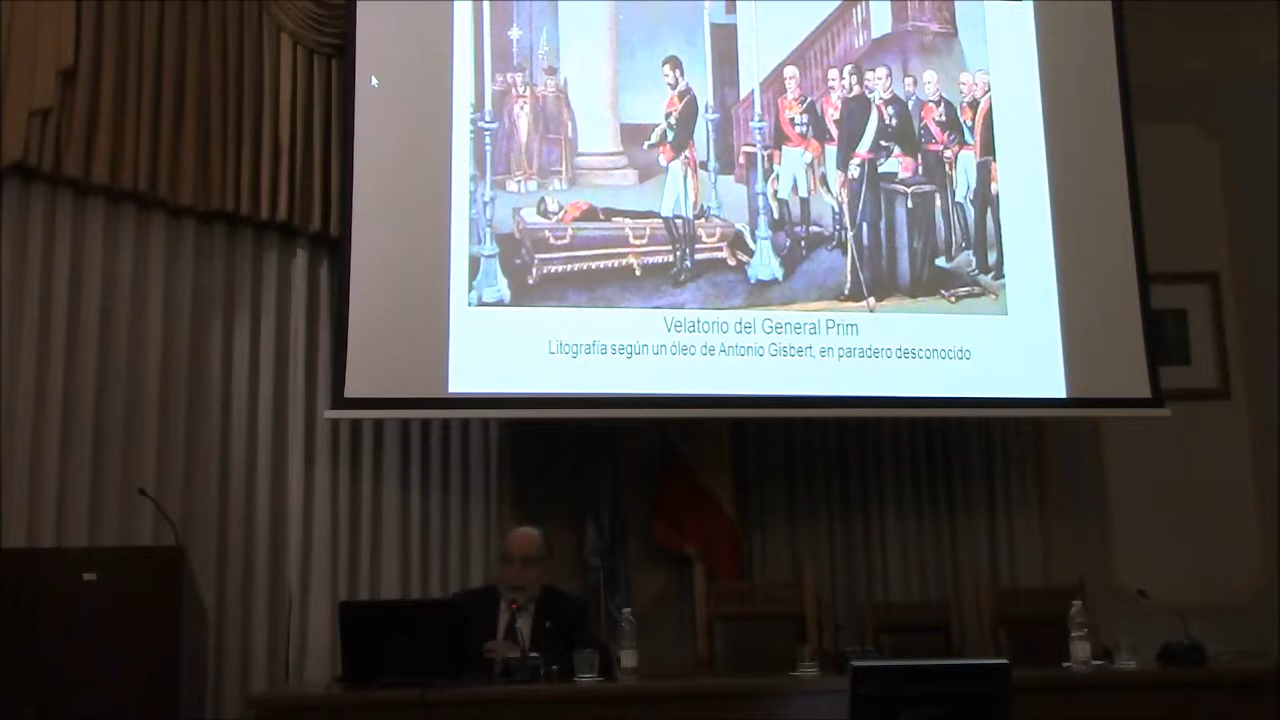 Velatorio del General Prim
Litografía según un óleo de Antonio Gisbert, en paradero desconocido